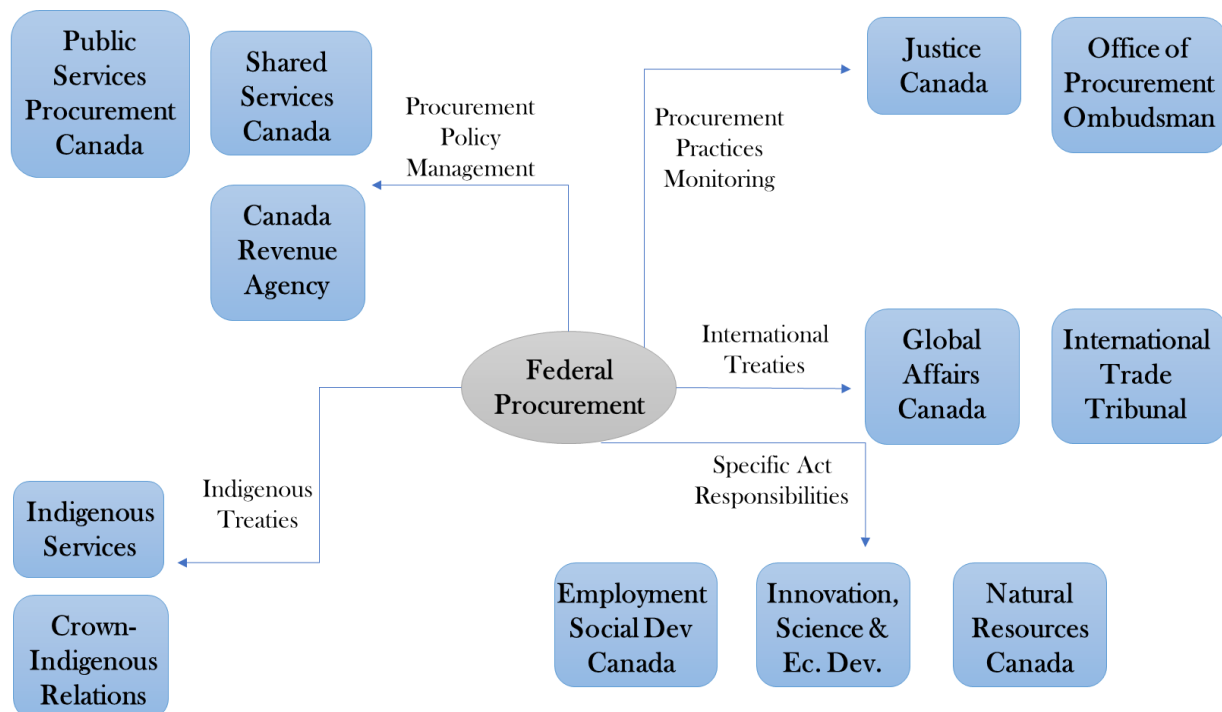 Public
Services
Procurement
Canada
Shared
Services
Canada
Canada
Revenue
Agency
Procurement
Policy
Management
Procurement
Practices
Monitoring
Justice
Canada
Office of
Procurement
Ombudsman
Federal
Procurement
International
Treaties
Global
Affairs
Canada
International
Trade
Tribunal
Indigenous
Treaties
Indigenous
Services
Crown-
Indigenous
Relations
Specific Act
Responsibilities
Employment
Social Dev
Canada
Innovation,
Science &
Ec. Dev.
Natural
Resources
Canada